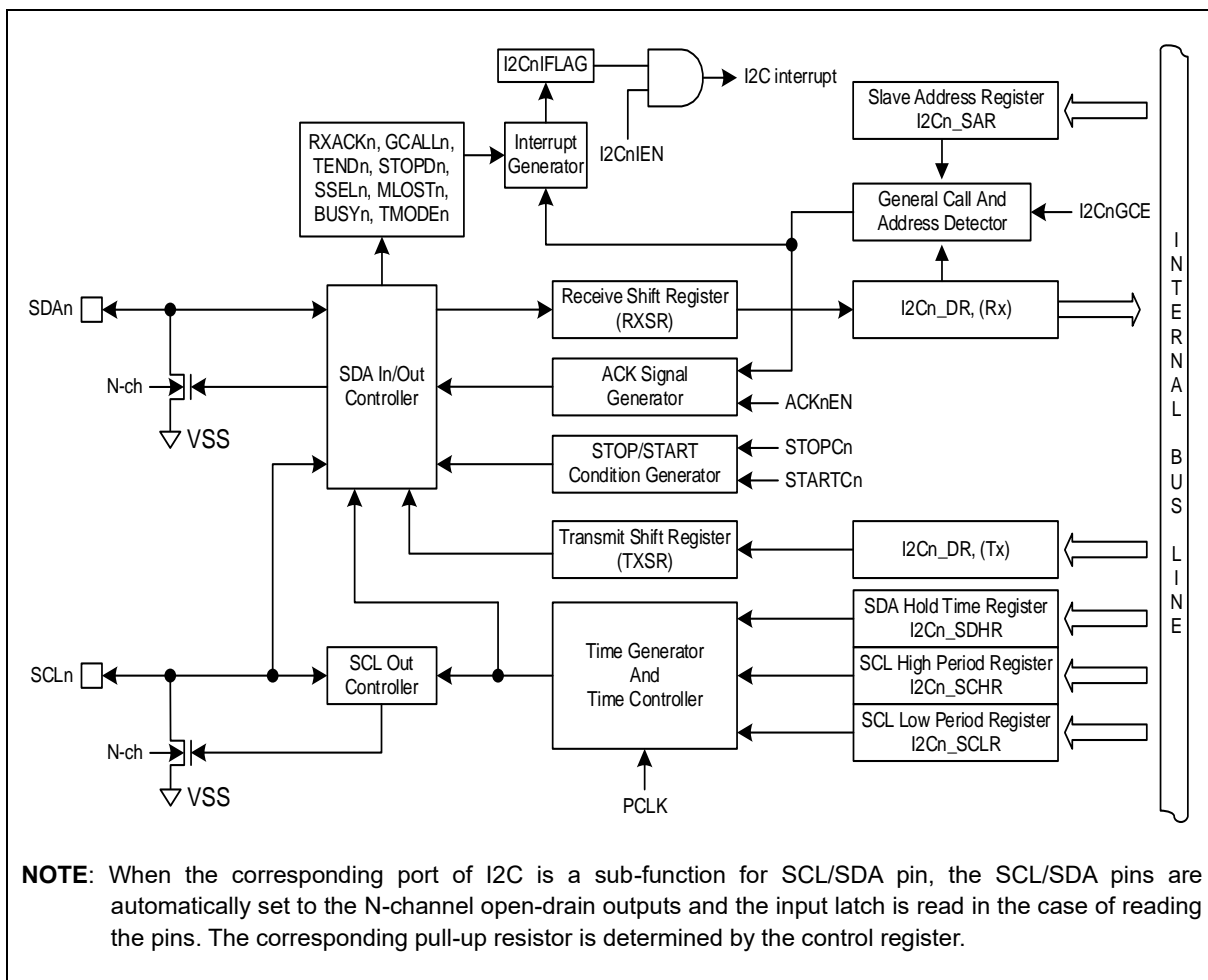 I2CnIFLAG
I2C interrupt
Slave Address Register
I2Cn_SAR
RXACKn, GCALLn,
TENDn, STOPDn,
SSELn, MLOSTn,
BUSYn, TMODEn
Interrupt
Generator
I2CnIEN
General Call And
Address Detector
I2CnGCE
SDAn
Receive Shift Register
(RXSR)
I2Cn_DR, (Rx)
N-ch
VSS
SDA In/Out
Controller
ACK Signal
Generator
ACKnEN
STOP/START
Condition Generator
STOPCn
STARTCn
Transmit Shift Register
(TXSR)
I2Cn_DR, (Tx)
SDA Hold Time Register
I2Cn_SDHR
SCLn
SCL Out
Controller
Time Generator
And
Time Controller
SCL High Period Register
I2Cn_SCHR
SCL Low Period Register
I2Cn_SCLR
N-ch
VSS
PCLK
INTERNAL BUS LINE
NOTE: When the corresponding port of I2C is a sub-function for SCL/SDA pin, the SCL/SDA pins are
automatically set to the N-channel open-drain outputs and the input latch is read in the case of reading
the pins. The corresponding pull-up resistor is determined by the control register.